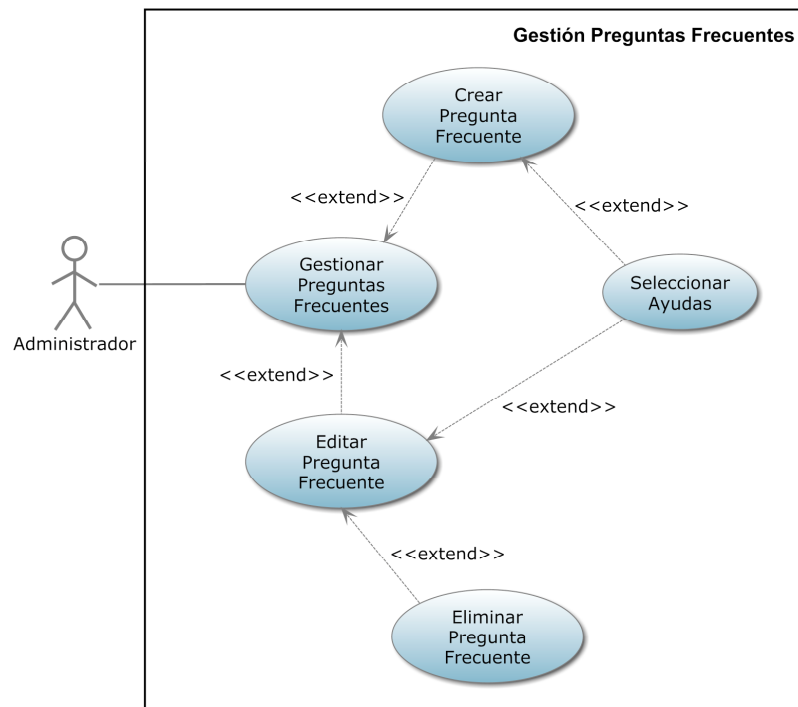 Gestión Preguntas Frecuentes
Crear
Pregunta
Frecuente
<<extend>>
<<extend>>
Gestionar
Preguntas
Frecuentes
Seleccionar
Ayudas
Administrador
<<extend>>
<<extend>>
Editar
Pregunta
Frecuente
<<extend>>
Eliminar
Pregunta
Frecuente